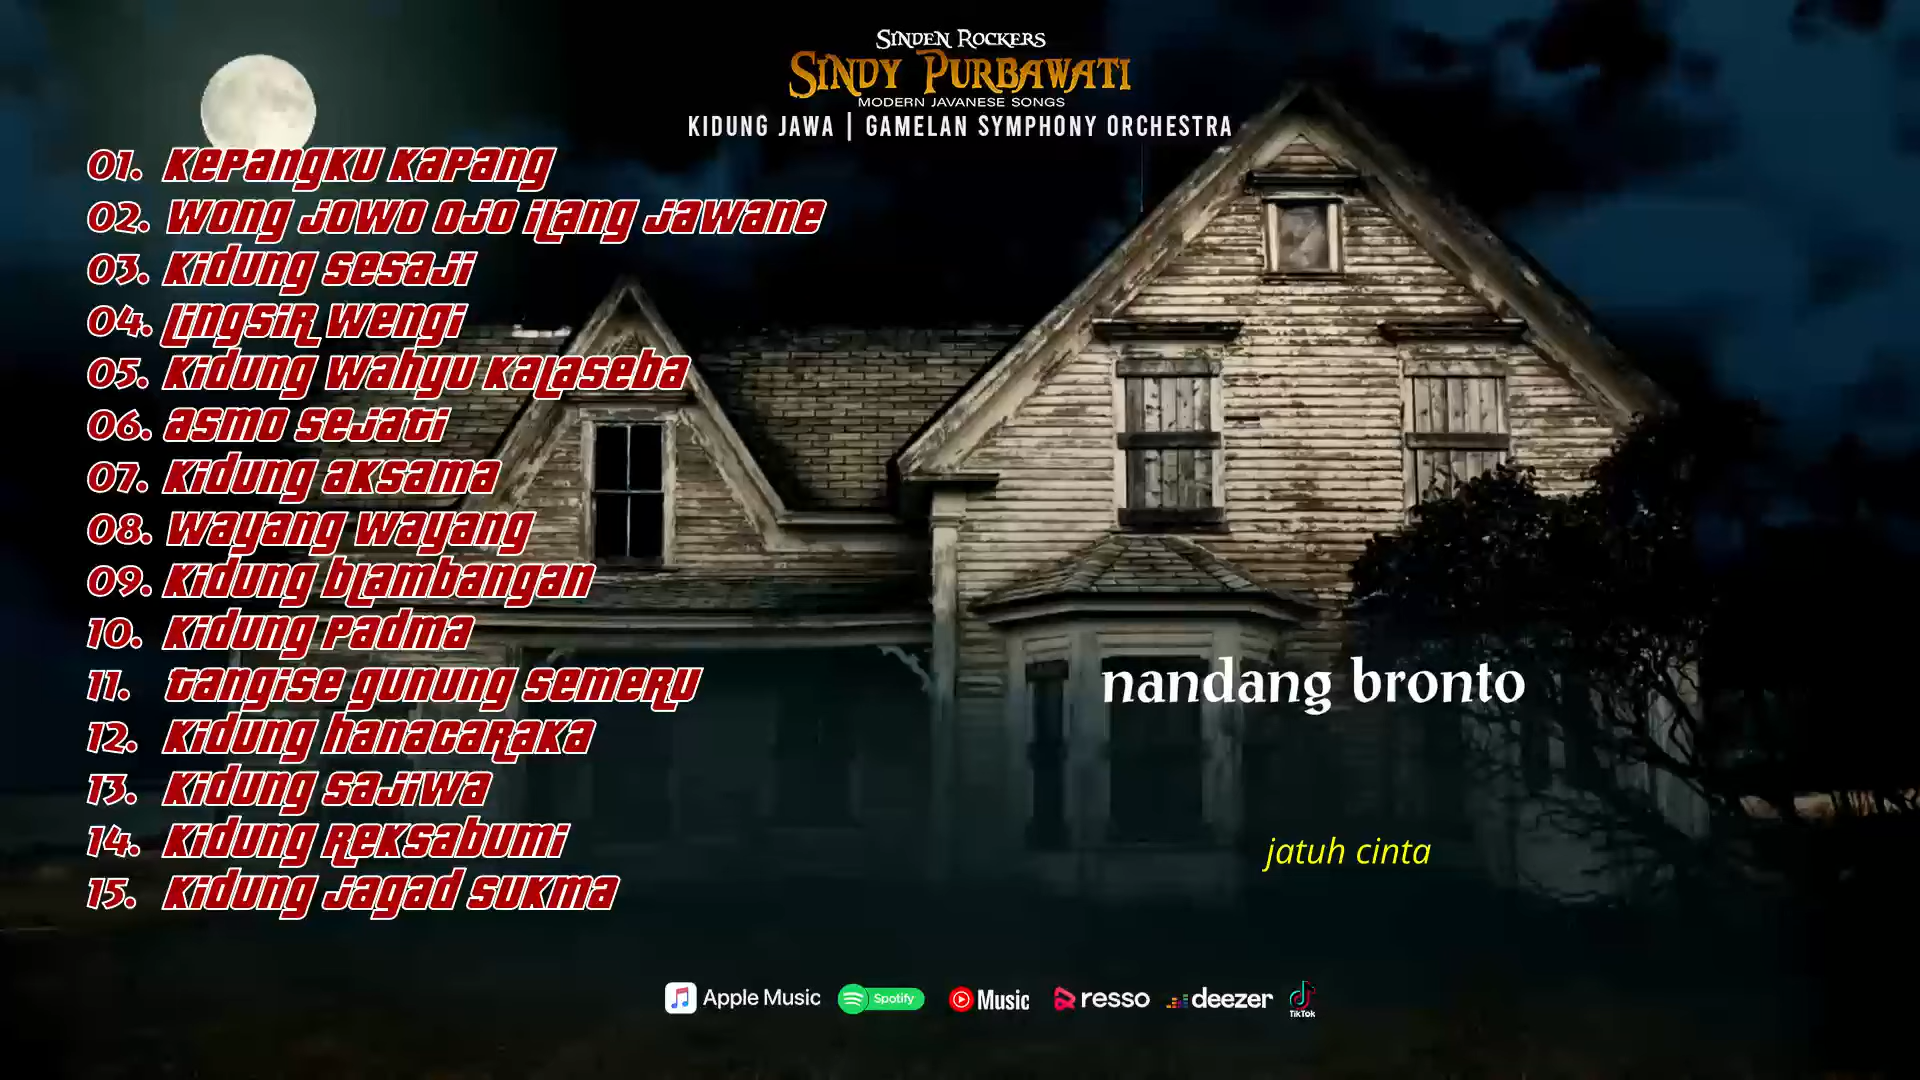 SINDEN ROCKERS
SINDY PURBAWATI
MODERN JAVANESE SONGS
KIDUNG JAWA | GAMELAN SYMPHONY ORCHESTRA
01. Kepangku Kapang
02. Wong Jowo Ojo Ilang Jawane
03. Kidung Sesaji
04. Lingsir Wengi
05. Kidung Wahyu Kalaseba
06. Asmo Sejati
07. Kidung Aksama
08. Wayang Wayang
09. Kidung Blambangan
10. Kidung Padma
11. Tangise Gunung Semeru
12. Kidung Hanacaraka
13. Kidung Sajiwa
14. Kidung Reksabumi
15. Kidung Jagad Sukma
nandang bronto
jatuh cinta
Apple Music Spotify Music resso deezer TikTok